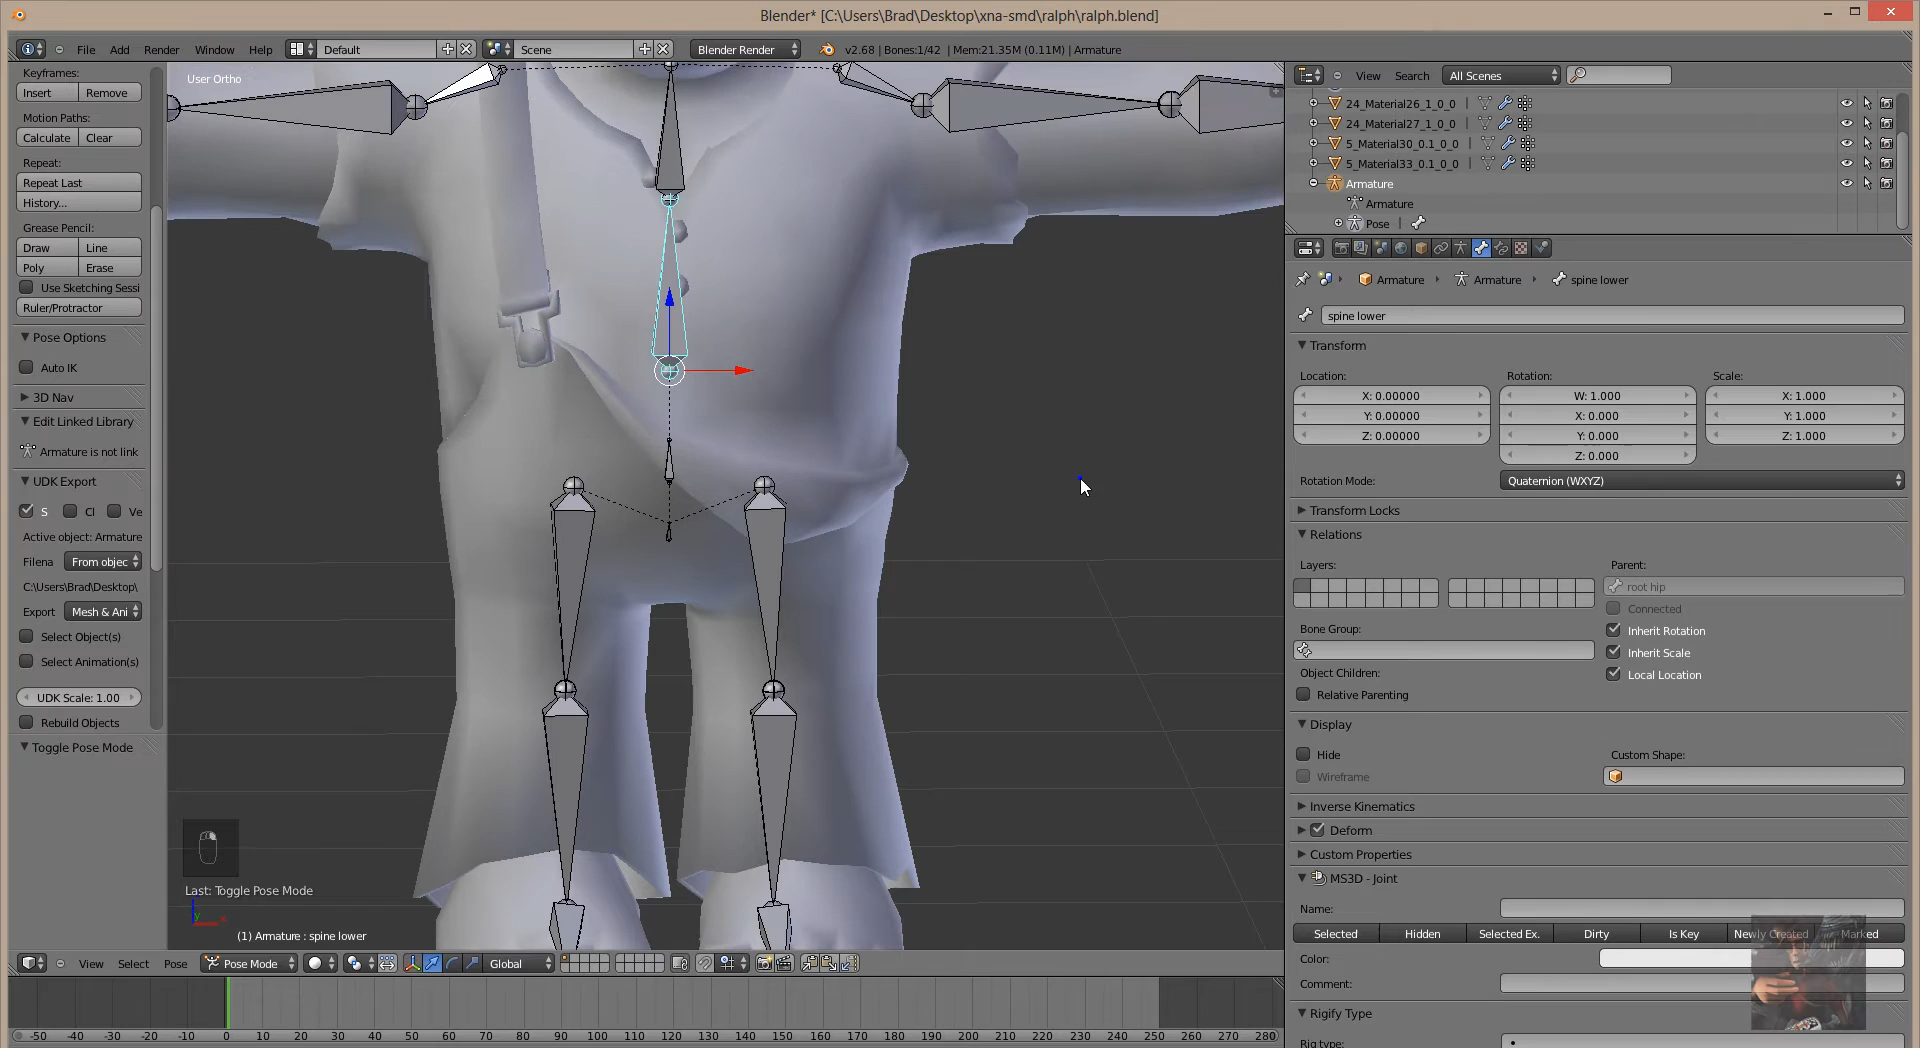 Blender* [C:\Users\Brad\Desktop\xna-smd\ralph\ralph.blend]
File Add Render Window Help Default Scene Blender Render v2.68 | Bones:1/42 | Mem:21.35M (0.11M) | Armature
Keyframes:
Insert Remove
Motion Paths:
Calculate Clear
Repeat:
Repeat Last
History...
Grease Pencil:
Draw Line
Poly Erase
Use Sketching Sessi
Ruler/Protractor
Pose Options
Auto IK
3D Nav
Edit Linked Library
Armature is not link
UDK Export
S Cl Ve
Active object: Armature
Filena From objec
C:\Users\Brad\Desktop\
Export Mesh & Ani
Select Object(s)
Select Animation(s)
UDK Scale: 1.00
Rebuild Objects
Toggle Pose Mode
User Ortho
Last: Toggle Pose Mode
y
x
(1) Armature : spine lower
View Select Pose Pose Mode Global
-50 -40 -30 -20 -10 0 10 20 30 40 50 60 70 80 90 100 110 120 130 140 150 160 170 180 190 200 210 220 230 240 250 260 270 280
View Search All Scenes
24_Material26_1_0_0
24_Material27_1_0_0
5_Material30_0.1_0_0
5_Material33_0.1_0_0
Armature
Armature
Pose
Armature Armature spine lower
spine lower
Transform
Location: Rotation: Scale:
X: 0.00000 W: 1.000 X: 1.000
Y: 0.00000 X: 0.000 Y: 1.000
Z: 0.00000 Y: 0.000 Z: 1.000
Z: 0.000
Rotation Mode: Quaternion (WXYZ)
Transform Locks
Relations
Layers: Parent:
root hip
Connected
Bone Group: Inherit Rotation
Inherit Scale
Object Children: Local Location
Relative Parenting
Display
Hide Custom Shape:
Wireframe
Inverse Kinematics
Deform
Custom Properties
MS3D - Joint
Name:
Selected Hidden Selected Ex. Dirty Is Key Newly Created Marked
Color:
Comment:
Rigify Type
Rig type: